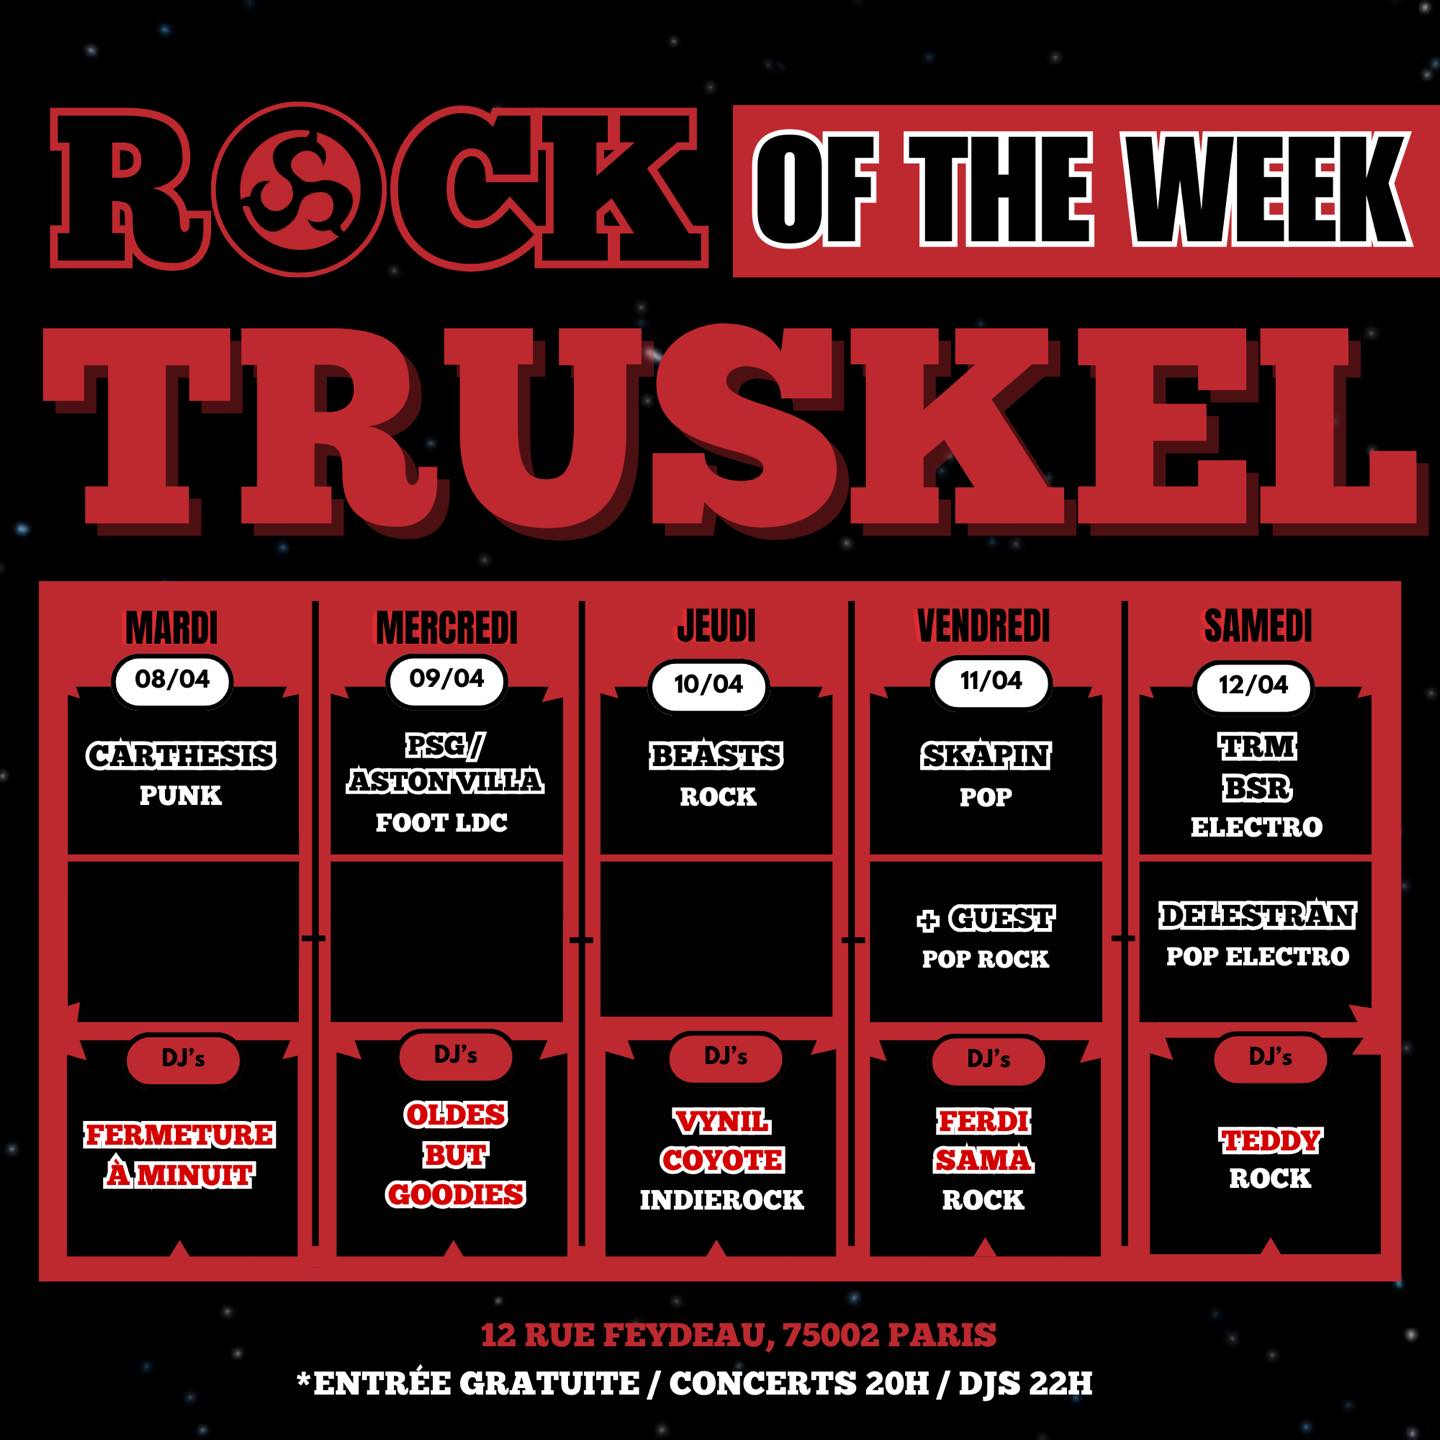 ROCK OF THE WEEK
TRUSKEL
MARDI
08/04
CARTHESIS
PUNK
FERMETURE
À MINUIT
DJ's
MERCREDI
09/04
PSG /
ASTON VILLA
FOOT LDC
DJ's
OLDES
BUT
GOODIES
JEUDI
10/04
BEASTS
ROCK
DJ's
VYNIL
COYOTE
INDIEROCK
VENDREDI
11/04
SKAPIN
POP
+ GUEST
POP ROCK
DJ's
FERDI
SAMA
ROCK
SAMEDI
12/04
TRM
BSR
ELECTRO
DELESTRAN
POP ELECTRO
DJ's
TEDDY
ROCK
12 RUE FEYDEAU, 75002 PARIS
*ENTRÉE GRATUITE / CONCERTS 20H / DJS 22H